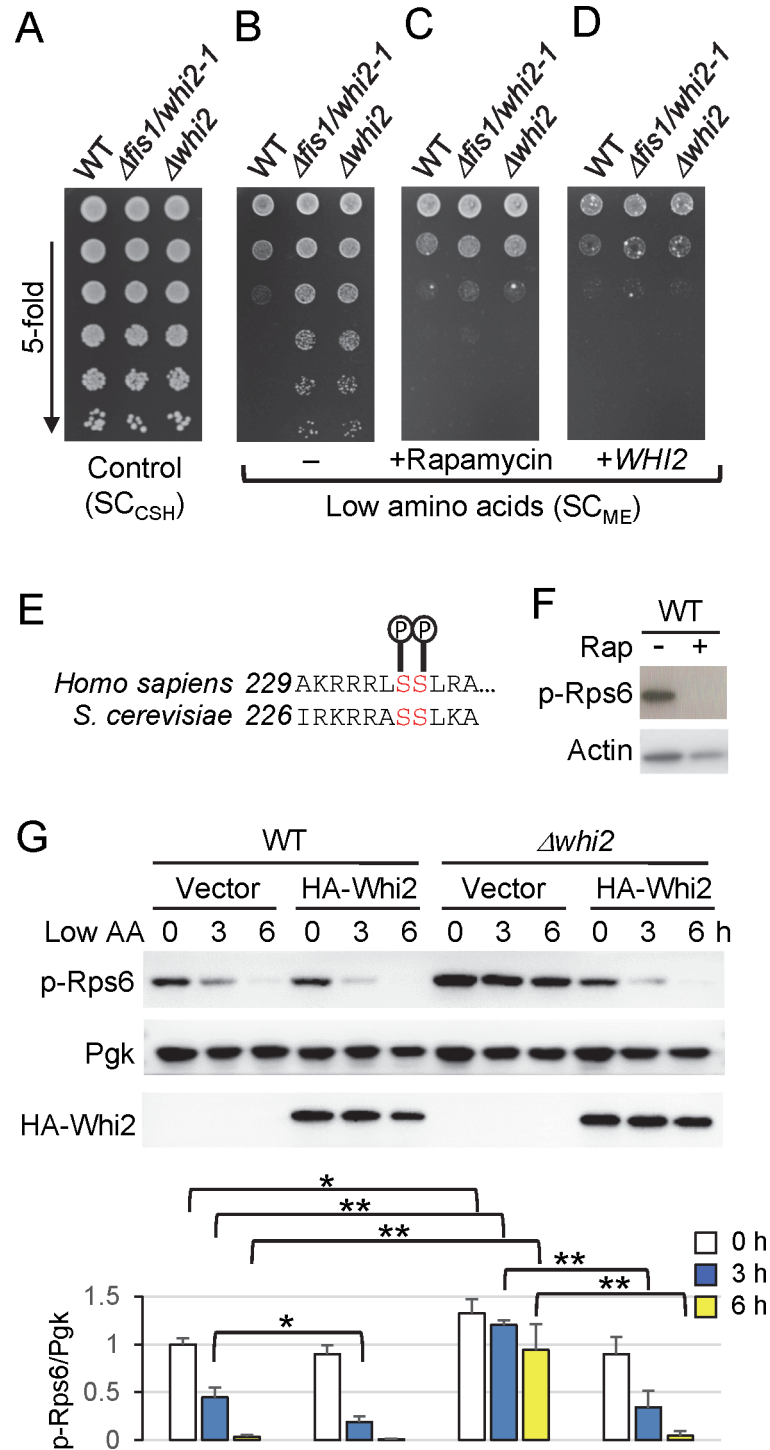 A B C D
WT Δfis1/whi2-1 Δwhi2 WT Δfis1/whi2-1 Δwhi2 WT Δfis1/whi2-1 Δwhi2 WT Δfis1/whi2-1 Δwhi2
5-fold
Control – +Rapamycin +WHI2
(SCCSH) Low amino acids (SCME)
E F
WT
P P Rap - +
Homo sapiens 229 AKRRRLSSLRA...
S. cerevisiae 226 IRKRRASSLKA
p-Rps6
Actin
G
WT Δwhi2
Vector HA-Whi2 Vector HA-Whi2
Low AA 0 3 6 0 3 6 0 3 6 0 3 6 h
p-Rps6
Pgk
HA-Whi2
*
**
**
** 0 h
** 3 h
6 h
*
p-Rps6/Pgk
1.5
1
0.5
0